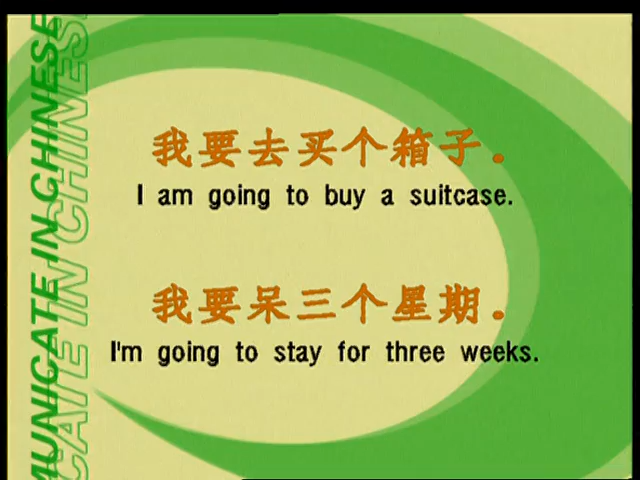 我要去买个箱子。
I am going to buy a suitcase.
我要呆三个星期。
I'm going to stay for three weeks.
MUNICATE IN CHINESE
CATE IN CHINESE